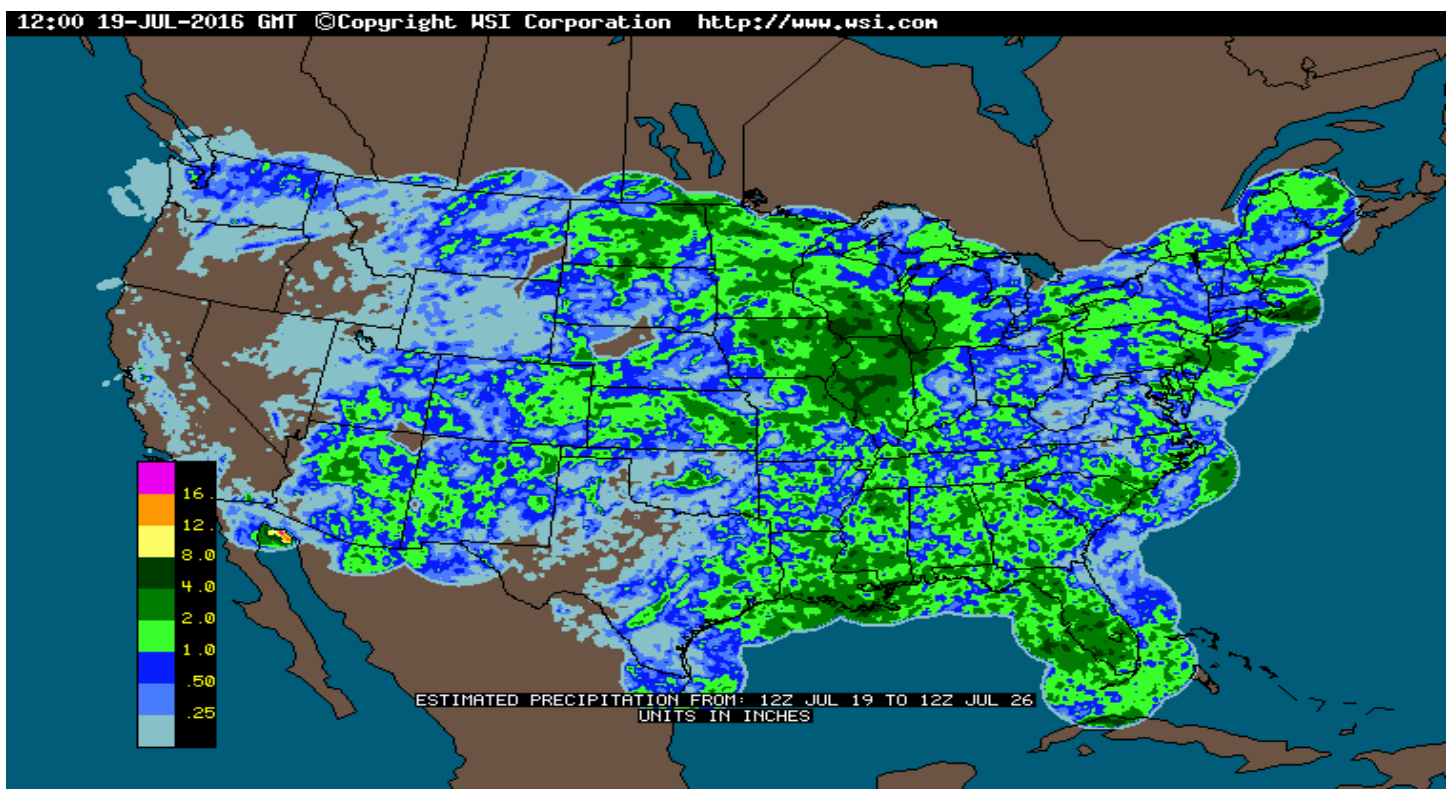 12:00 19-JUL-2016 GMT ©Copyright WSI Corporation http://www.wsi.com
16.
12.
8.0
4.0
2.0
1.0
.50
.25
ESTIMATED PRECIPITATION FROM: 12Z JUL 19 TO 12Z JUL 26
UNITS IN INCHES